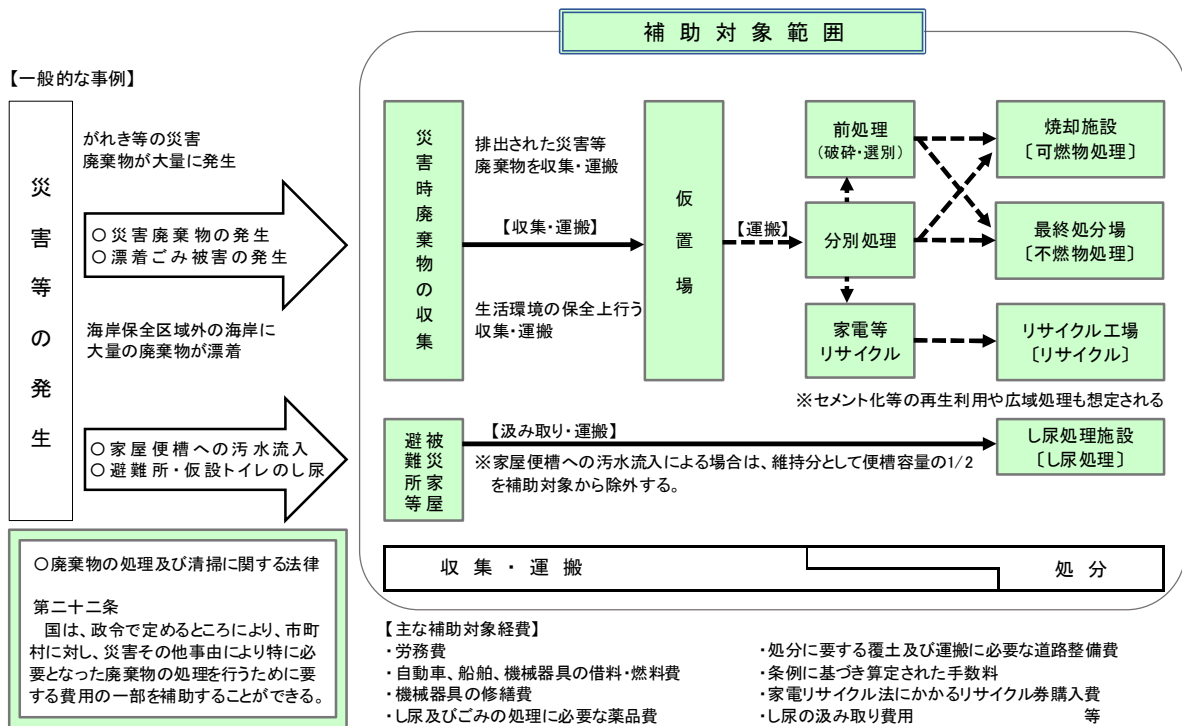 補助対象範囲
【一般的な事例】
災害等の発生
がれき等の災害
廃棄物が大量に発生
○災害廃棄物の発生
○漂着ごみ被害の発生
海岸保全区域外の海岸に
大量の廃棄物が漂着
○家屋便槽への汚水流入
○避難所・仮設トイレのし尿
災害時廃棄物の収集
排出された災害等
廃棄物を収集・運搬
【収集・運搬】
生活環境の保全上行う
収集・運搬
仮置場
【運搬】
前処理
(破砕・選別)
分別処理
家電等
リサイクル
焼却施設
〔可燃物処理〕
最終処分場
〔不燃物処理〕
リサイクル工場
〔リサイクル〕
※セメント化等の再生利用や広域処理も想定される
被災家屋
避難所等
【汲み取り・運搬】
※家屋便槽への汚水流入による場合は、維持分として便槽容量の1/2
を補助対象から除外する。
し尿処理施設
〔し尿処理〕
収集・運搬
処分
○廃棄物の処理及び清掃に関する法律
第二十二条
国は、政令で定めるところにより、市町
村に対し、災害その他事由により特に必
要となった廃棄物の処理を行うために要
する費用の一部を補助することができる。
【主な補助対象経費】
・労務費
・自動車、船舶、機械器具の借料・燃料費
・機械器具の修繕費
・し尿及びごみの処理に必要な薬品費
・処分に要する覆土及び運搬に必要な道路整備費
・条例に基づき算定された手数料
・家電リサイクル法にかかるリサイクル券購入費
・し尿の汲み取り費用 等